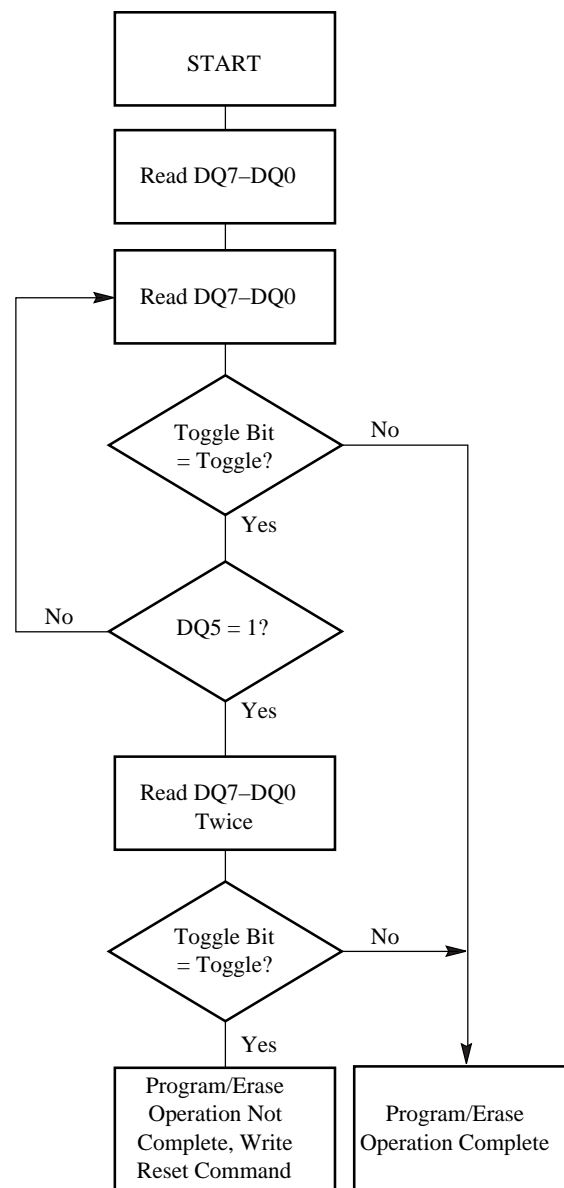 START
Read DQ7–DQ0
Read DQ7–DQ0
Toggle Bit
= Toggle?
No
Yes
No
DQ5 = 1?
Yes
Read DQ7–DQ0
Twice
Toggle Bit
= Toggle?
No
Yes
Program/Erase
Operation Not
Complete, Write
Reset Command
Program/Erase
Operation Complete